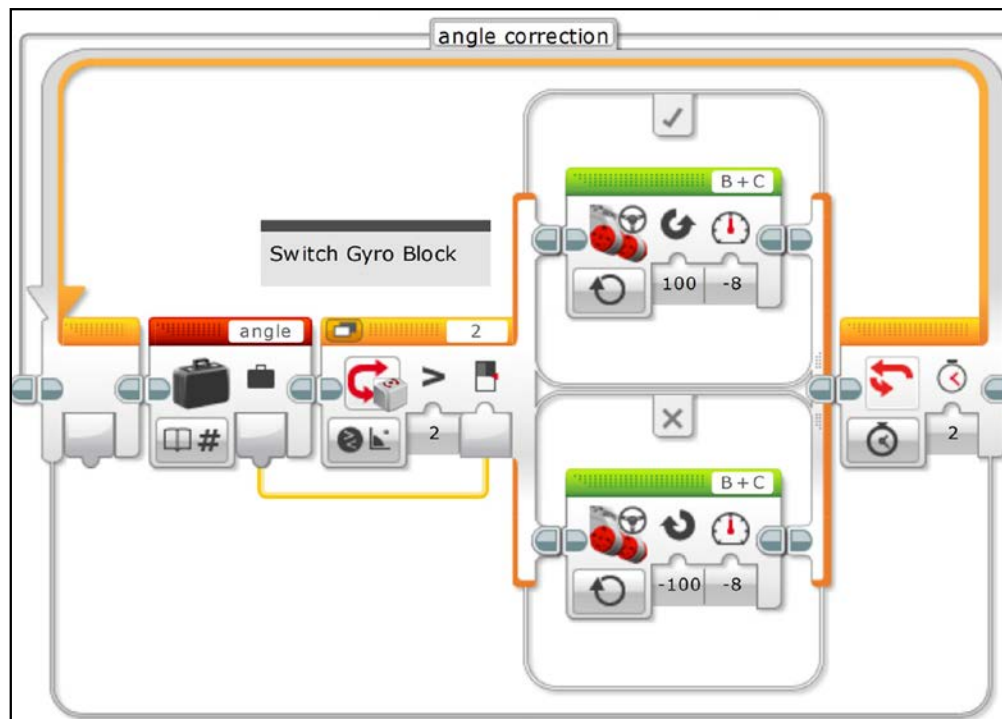 angle correction
B + C
Switch Gyro Block
100 -8
angle
2
>
2
#
2
B + C
-100 -8